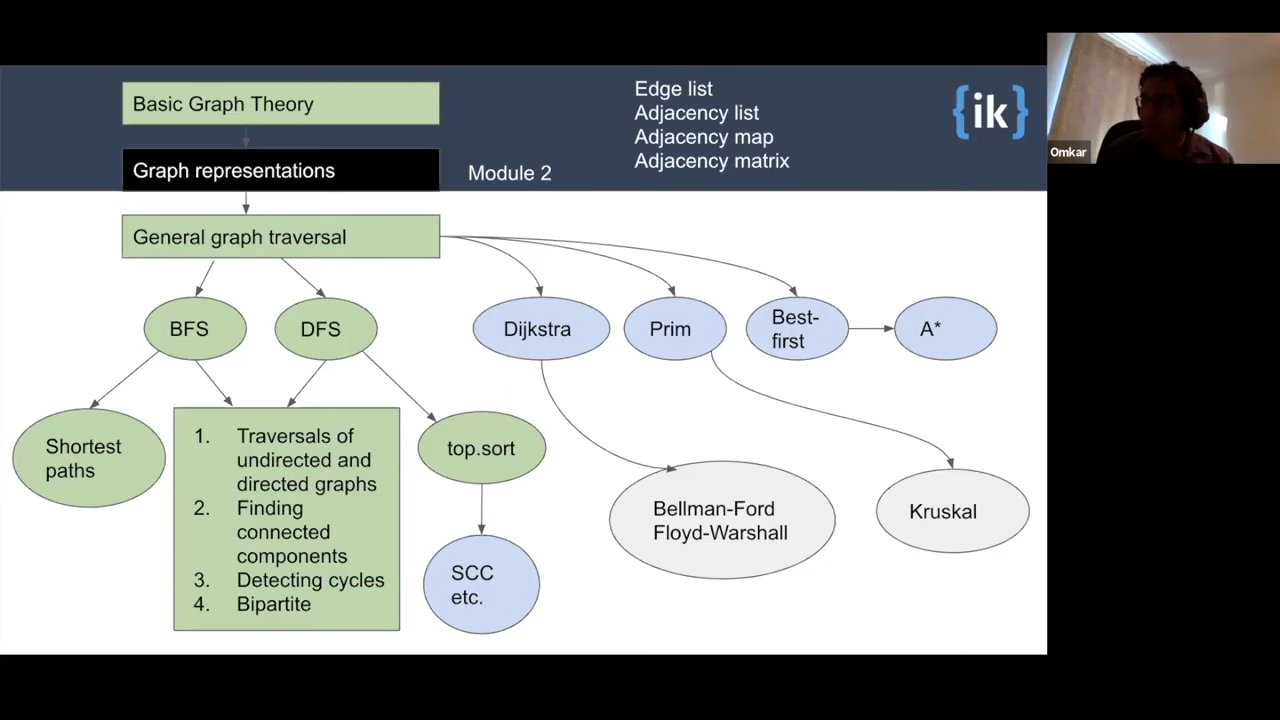 Basic Graph Theory
Edge list
Adjacency list
Adjacency map
Adjacency matrix
{ik}
Omkar
Graph representations
Module 2
General graph traversal
BFS
DFS
Dijkstra
Prim
Best-
first
A*
Shortest
paths
1. Traversals of
undirected and
directed graphs
2. Finding
connected
components
3. Detecting cycles
4. Bipartite
top.sort
SCC
etc.
Bellman-Ford
Floyd-Warshall
Kruskal